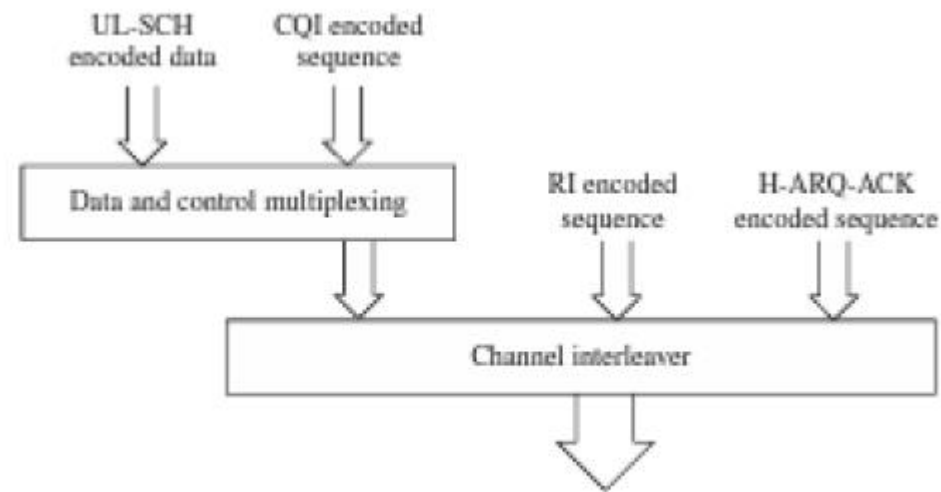 UL-SCH
encoded data
CQI encoded
sequence
Data and control multiplexing
RI encoded
sequence
H-ARQ-ACK
encoded sequence
Channel interleaver